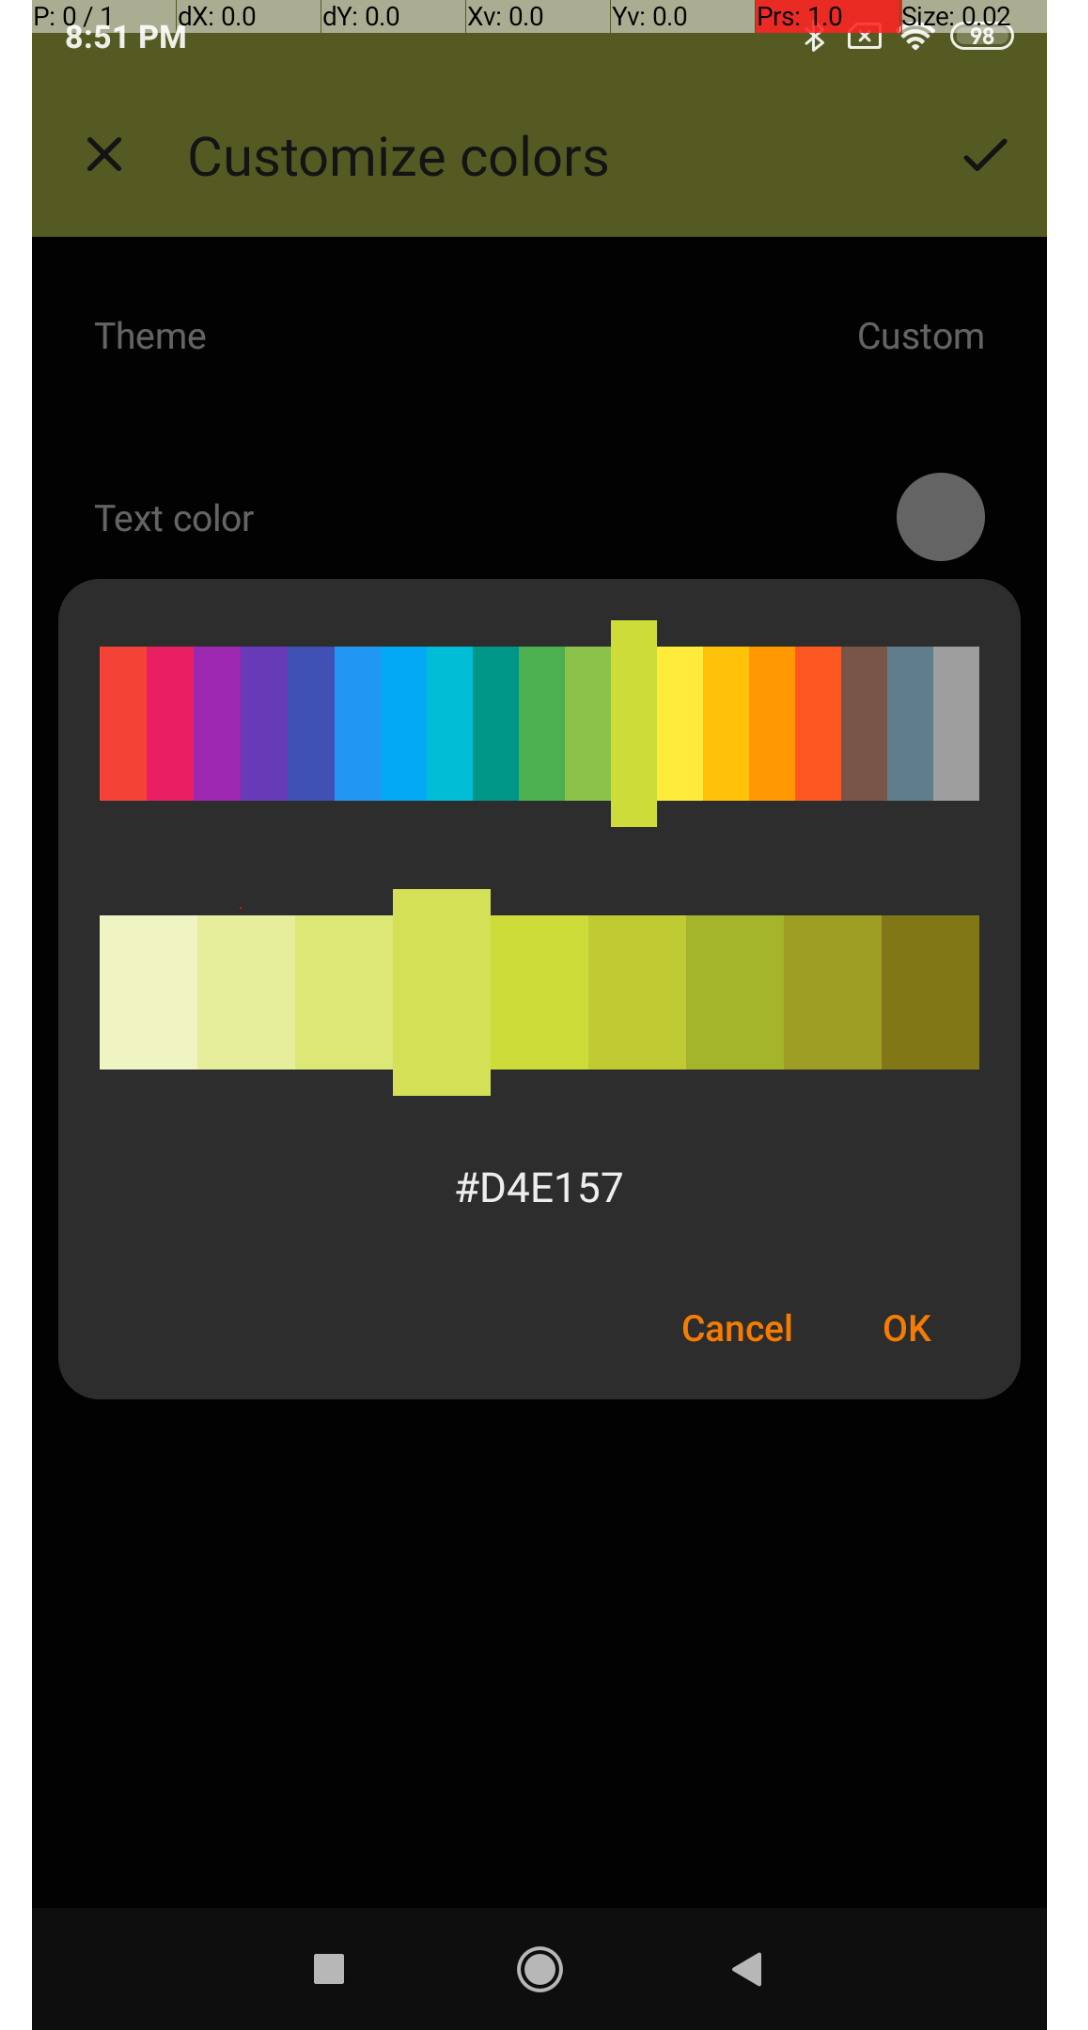 P: 0 / 1 dX: 0.0 dY: 0.0 Xv: 0.0 Yv: 0.0 Prs: 1.0 Size: 0.02
8:51 PM 98
Customize colors
Theme Custom
Text color
#D4E157
Cancel OK